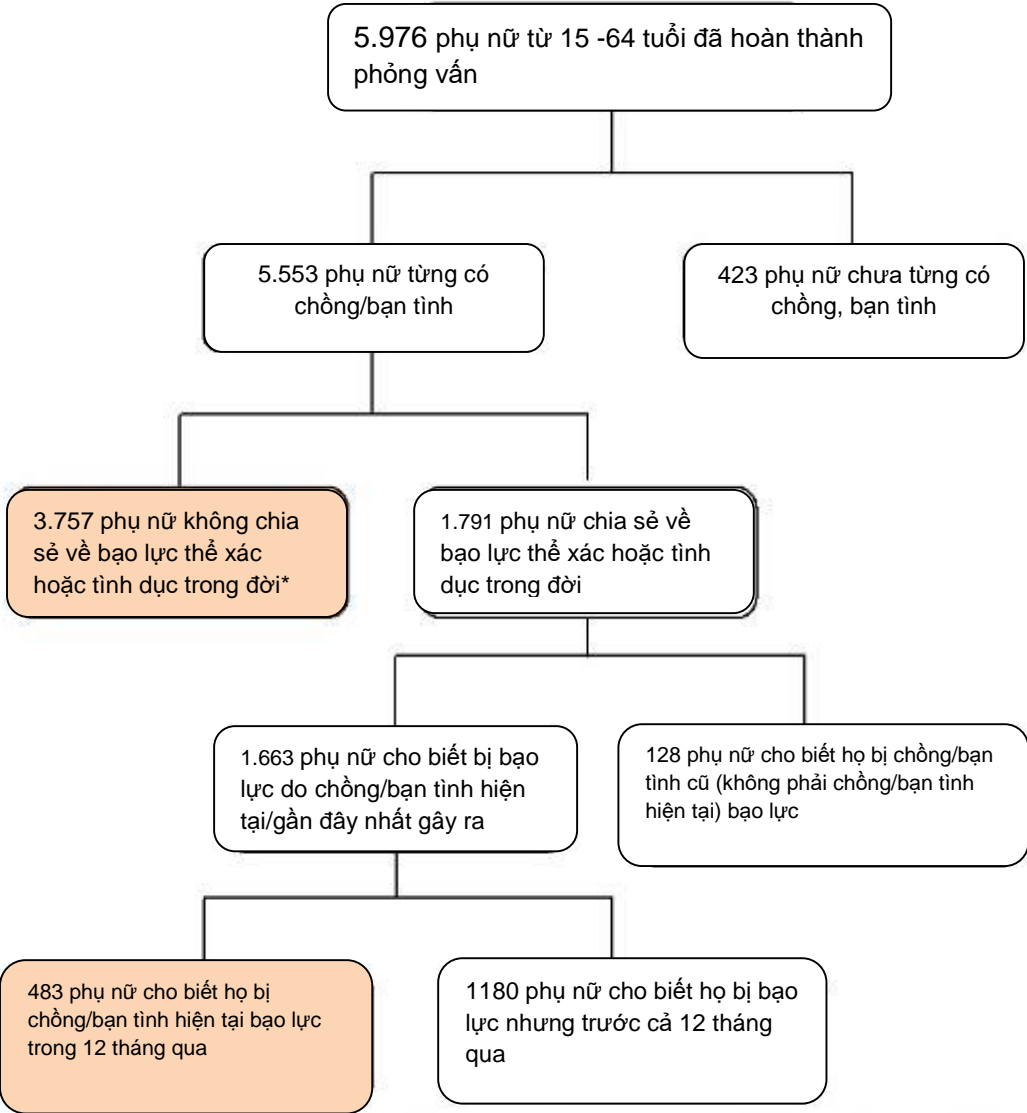 5.976 phụ nữ từ 15 -64 tuổi đã hoàn thành
phỏng vấn
5.553 phụ nữ từng có
chồng/bạn tình
423 phụ nữ chưa từng có
chồng, bạn tình
3.757 phụ nữ không chia
sẻ về bạo lực thể xác
hoặc tình dục trong đời*
1.791 phụ nữ chia sẻ về
bạo lực thể xác hoặc tình
dục trong đời
1.663 phụ nữ cho biết bị bạo
lực do chồng/bạn tình hiện
tại/gần đây nhất gây ra
128 phụ nữ cho biết họ bị chồng/bạn
tình cũ (không phải chồng/bạn tình
hiện tại) bạo lực
483 phụ nữ cho biết họ bị
chồng/bạn tình hiện tại bạo lực
trong 12 tháng qua
1180 phụ nữ cho biết họ bị bạo
lực nhưng trước cả 12 tháng
qua